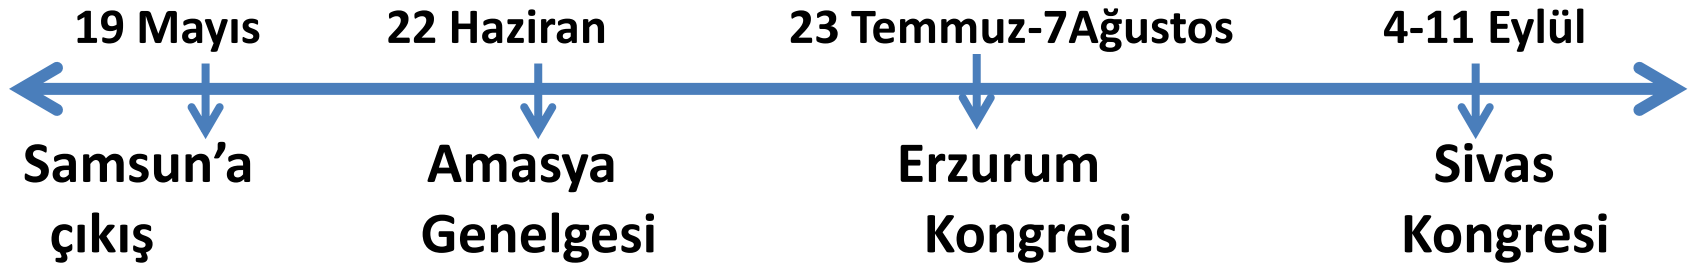 19 Mayıs 22 Haziran 23 Temmuz-7Ağustos 4-11 Eylül
Samsun’a Amasya Erzurum Sivas
çıkış Genelgesi Kongresi Kongresi